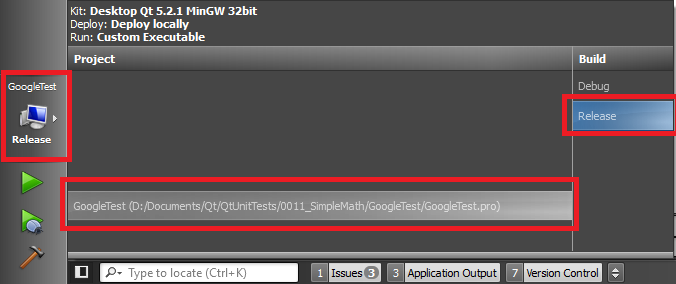 Kit: Desktop Qt 5.2.1 MinGW 32bit
Deploy: Deploy locally
Run: Custom Executable
Project
Build
GoogleTest
Release
Debug
Release
GoogleTest (D:/Documents/Qt/QtUnitTests/0011_SimpleMath/GoogleTest/GoogleTest.pro)
Type to locate (Ctrl+K)
1 Issues 3
3 Application Output
7 Version Control